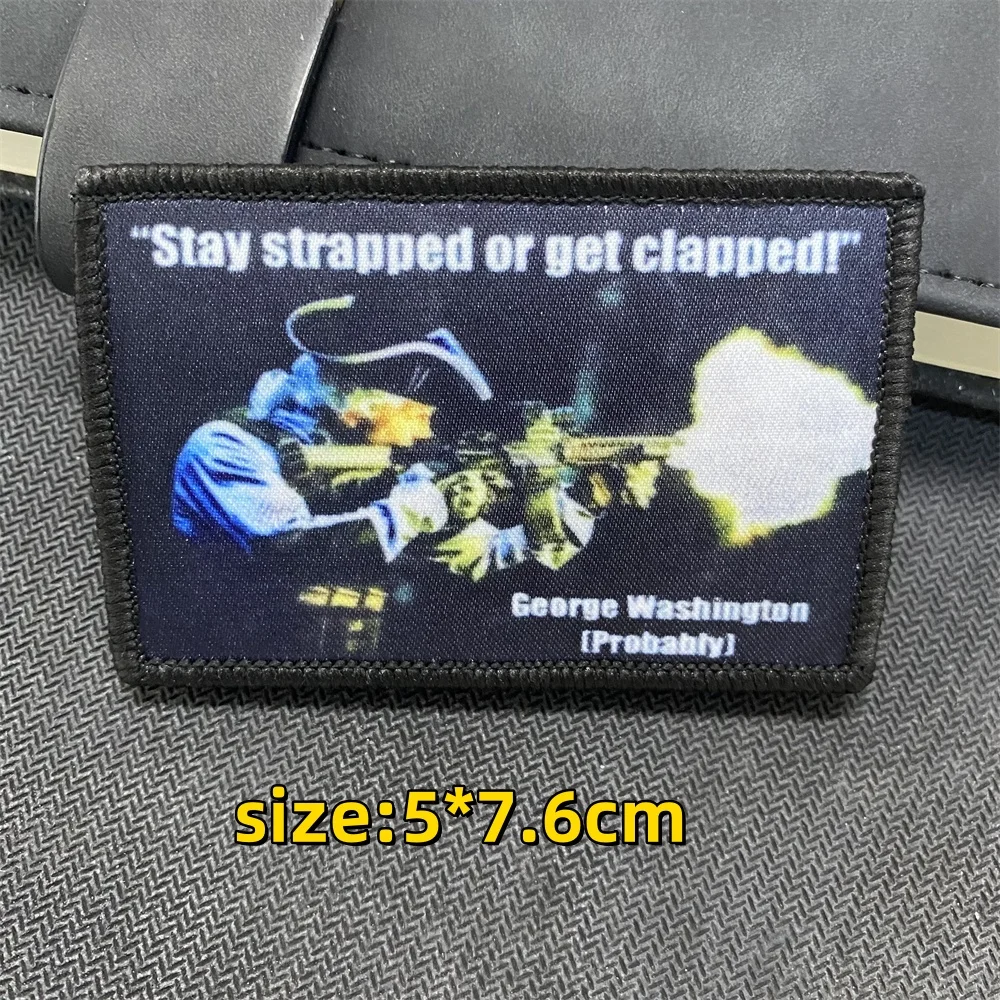 “Stay strapped or get clapped!”
George Washington
(Probably)
size:5*7.6cm